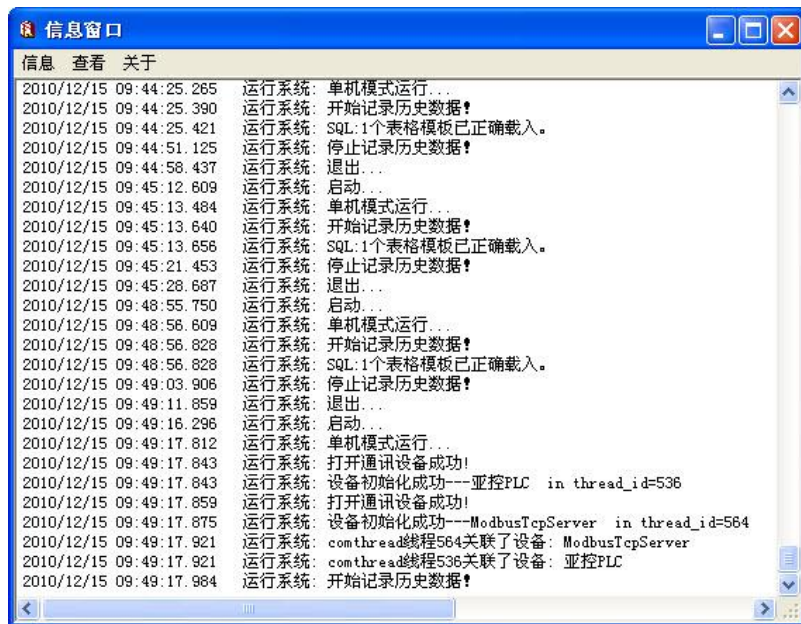 信息窗口
信息 查看 关于
2010/12/15 09:44:25.265 运行系统: 单机模式运行...
2010/12/15 09:44:25.390 运行系统: 开始记录历史数据!
2010/12/15 09:44:25.421 运行系统: SQL:1个表格模板已正确载入。
2010/12/15 09:44:51.125 运行系统: 停止记录历史数据!
2010/12/15 09:44:58.437 运行系统: 退出...
2010/12/15 09:45:12.609 运行系统: 启动...
2010/12/15 09:45:13.484 运行系统: 单机模式运行...
2010/12/15 09:45:13.640 运行系统: 开始记录历史数据!
2010/12/15 09:45:13.656 运行系统: SQL:1个表格模板已正确载入。
2010/12/15 09:45:21.453 运行系统: 停止记录历史数据!
2010/12/15 09:45:28.687 运行系统: 退出...
2010/12/15 09:48:55.750 运行系统: 启动...
2010/12/15 09:48:56.609 运行系统: 单机模式运行...
2010/12/15 09:48:56.828 运行系统: 开始记录历史数据!
2010/12/15 09:48:56.828 运行系统: SQL:1个表格模板已正确载入。
2010/12/15 09:49:03.906 运行系统: 停止记录历史数据!
2010/12/15 09:49:11.859 运行系统: 退出...
2010/12/15 09:49:16.296 运行系统: 启动...
2010/12/15 09:49:17.812 运行系统: 单机模式运行...
2010/12/15 09:49:17.843 运行系统: 打开通讯设备成功!
2010/12/15 09:49:17.843 运行系统: 设备初始化成功---亚控PLC in thread_id=536
2010/12/15 09:49:17.859 运行系统: 打开通讯设备成功!
2010/12/15 09:49:17.875 运行系统: 设备初始化成功---ModbusTcpServer in thread_id=564
2010/12/15 09:49:17.921 运行系统: comthread线程564关联了设备: ModbusTcpServer
2010/12/15 09:49:17.921 运行系统: comthread线程536关联了设备: 亚控PLC
2010/12/15 09:49:17.984 运行系统: 开始记录历史数据!